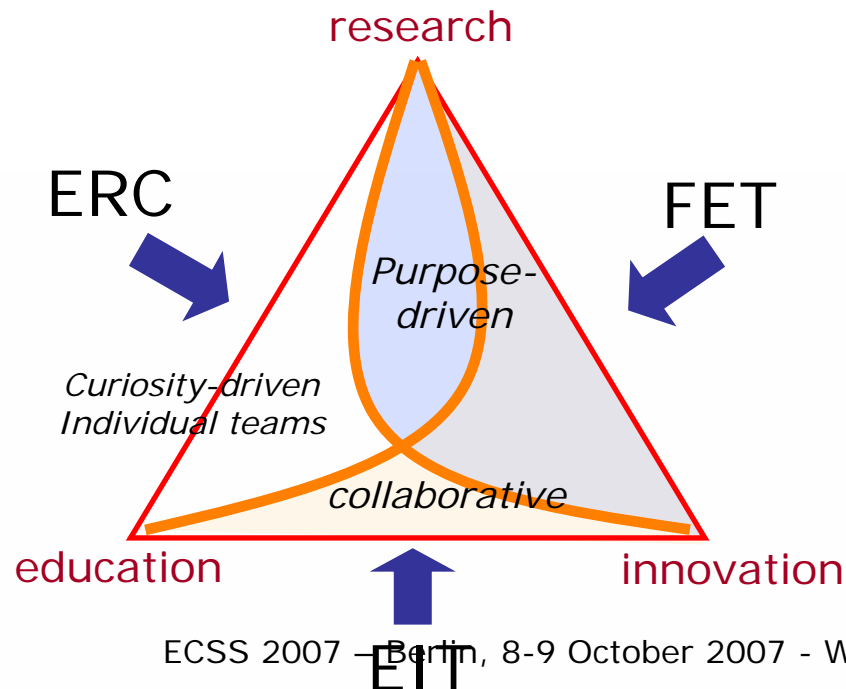 research
ERC
FET
Purpose-
driven
Curiosity-driven
Individual teams
collaborative
education
innovation
ECSS 2007 – Berlin, 8-9 October 2007 - W
EIT